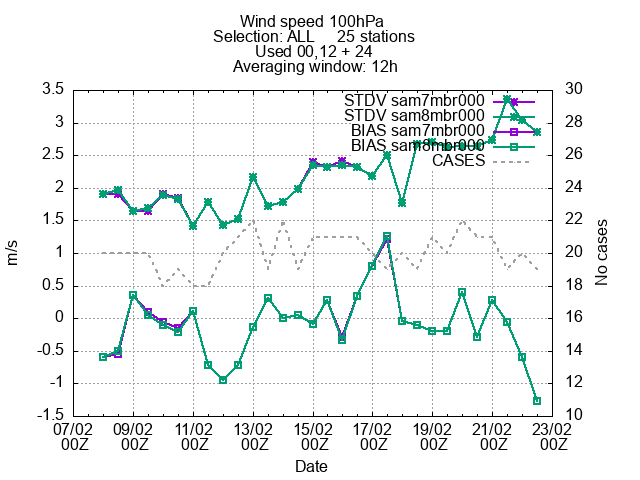 Wind speed 100hPa
Selection: ALL 25 stations
Used 00,12 + 24
Averaging window: 12h
3.5
3
2.5
2
1.5
1
0.5
0
-0.5
-1
-1.5
m/s
STDV sam7mbr000
STDV sam8mbr000
BIAS sam7mbr000
BIAS sam8mbr000
CASES
30
28
26
24
22
20
18
16
14
12
10
No cases
07/02 09/02 11/02 13/02 15/02 17/02 19/02 21/02 23/02
00Z 00Z 00Z 00Z 00Z 00Z 00Z 00Z 00Z
Date